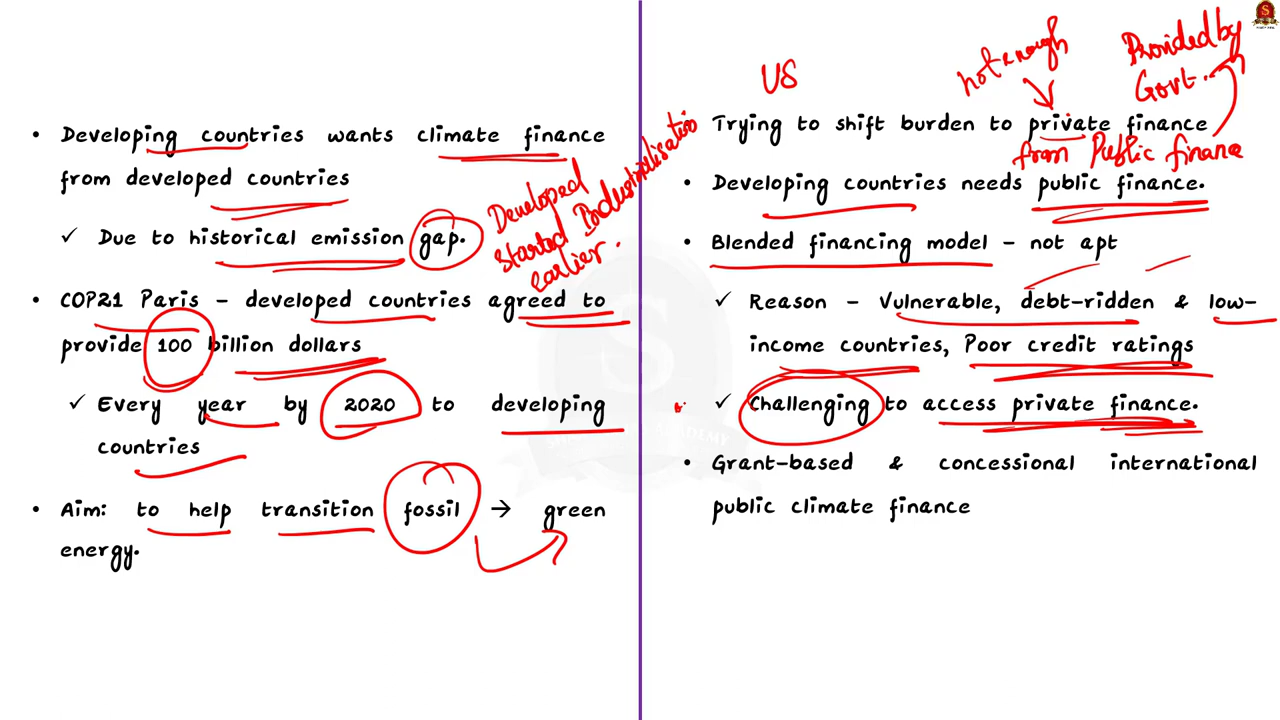 • Developing countries wants climate finance
from developed countries
✓ Due to historical emission gap.
Developed
Started Industrialisation
earlier.
• COP21 Paris – developed countries agreed to
provide 100 billion dollars
✓ Every year by 2020 to developing
countries
• Aim: to help transition fossil → green
energy.
US
not enough
Provided by
Govt..
Trying to shift burden to private finance
from Public finance
• Developing countries needs public finance.
• Blended financing model – not apt
✓ Reason – Vulnerable, debt-ridden & low-
income countries, Poor credit ratings
✓ Challenging to access private finance.
• Grant-based & concessional international
public climate finance